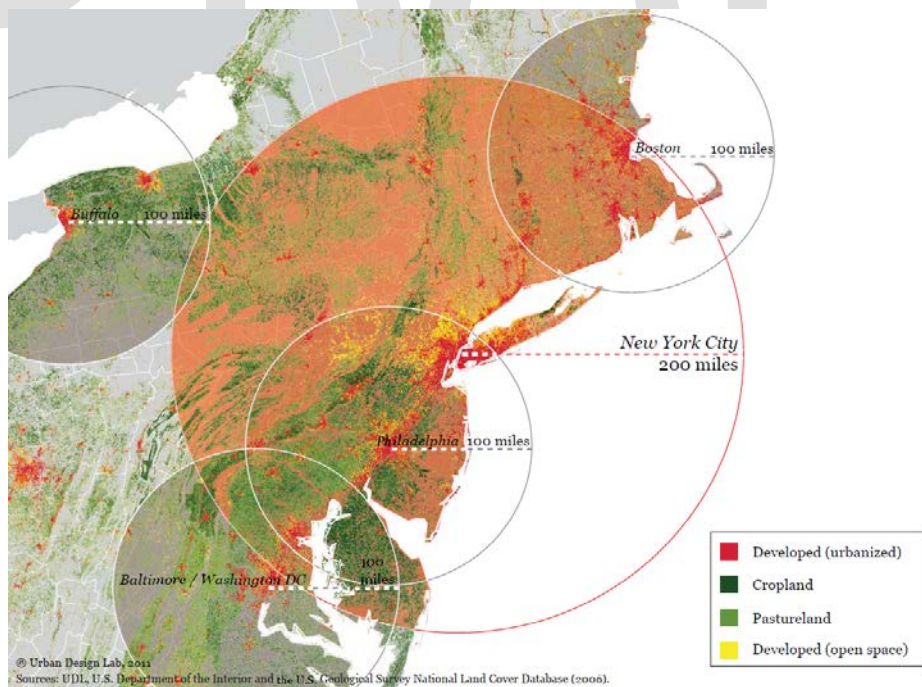 Boston 100 miles
Buffalo 100 miles
New York City
200 miles
Philadelphia 100 miles
100
miles
Baltimore / Washington DC
Developed (urbanized)
Cropland
Pastureland
Developed (open space)
© Urban Design Lab, 2011
Sources: UDL, U.S. Department of the Interior and the U.S. Geological Survey National Land Cover Database (2006).